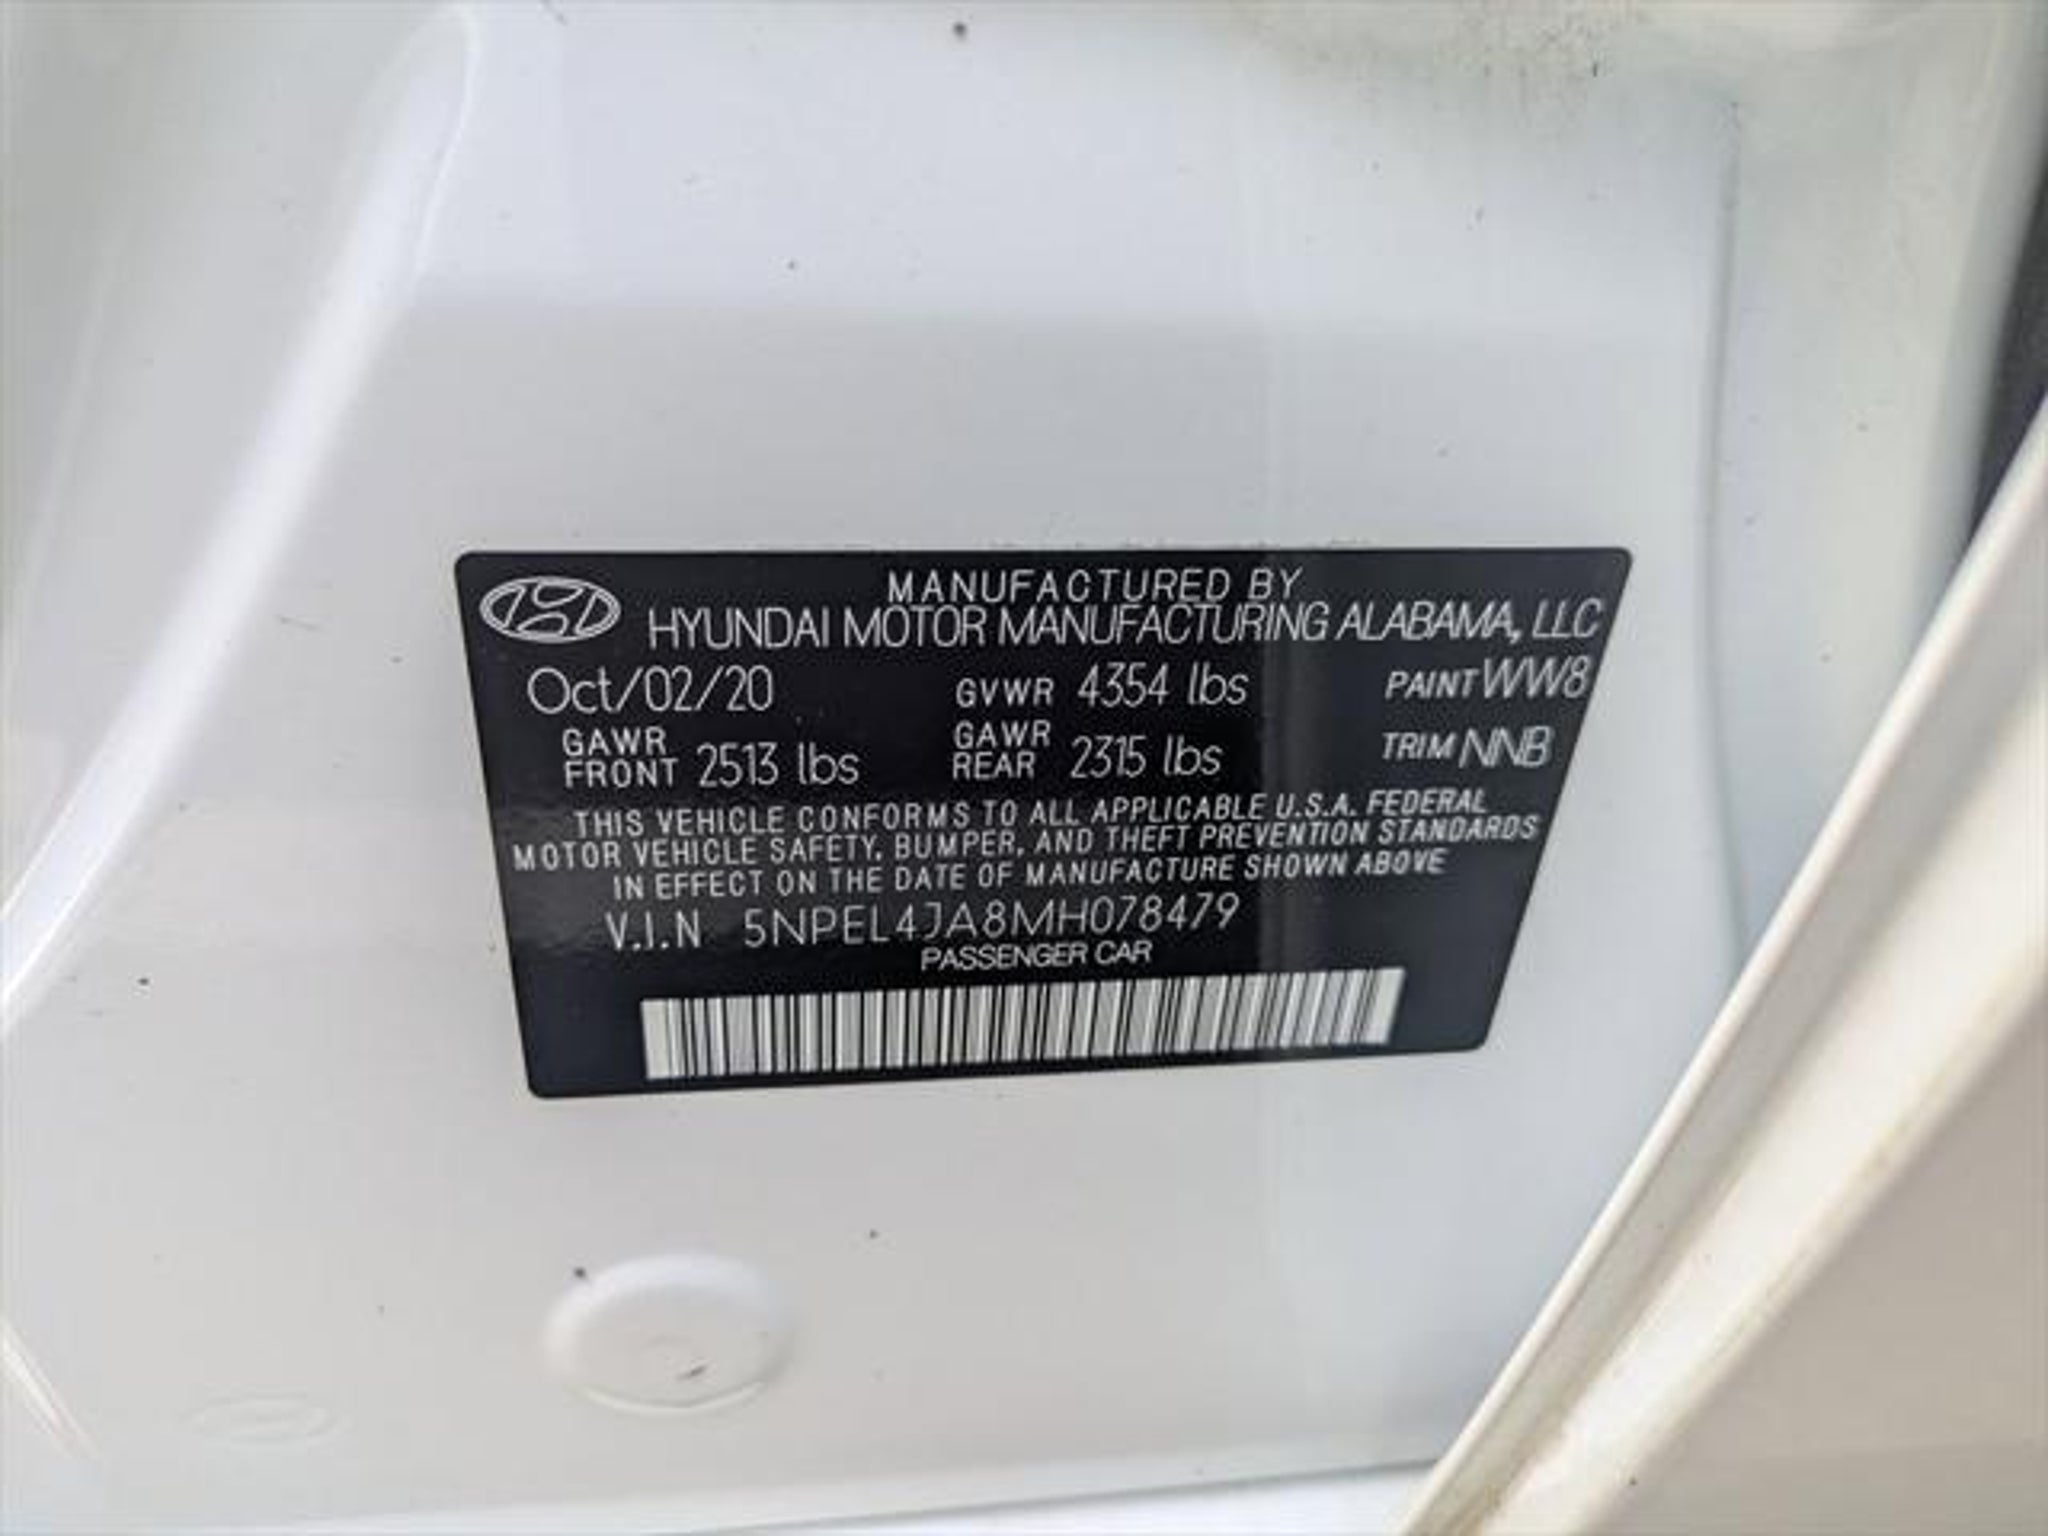 MANUFACTURED BY
HYUNDAI MOTOR MANUFACTURING ALABAMA, LLC
Oct/02/20 GVWR 4354 lbs PAINT WW8
GAWR FRONT 2513 lbs GAWR REAR 2315 lbs TRIM NNB
THIS VEHICLE CONFORMS TO ALL APPLICABLE U.S.A. FEDERAL
MOTOR VEHICLE SAFETY, BUMPER, AND THEFT PREVENTION STANDARDS
IN EFFECT ON THE DATE OF MANUFACTURE SHOWN ABOVE
V.I.N 5NPEL4JA8MH078479
PASSENGER CAR